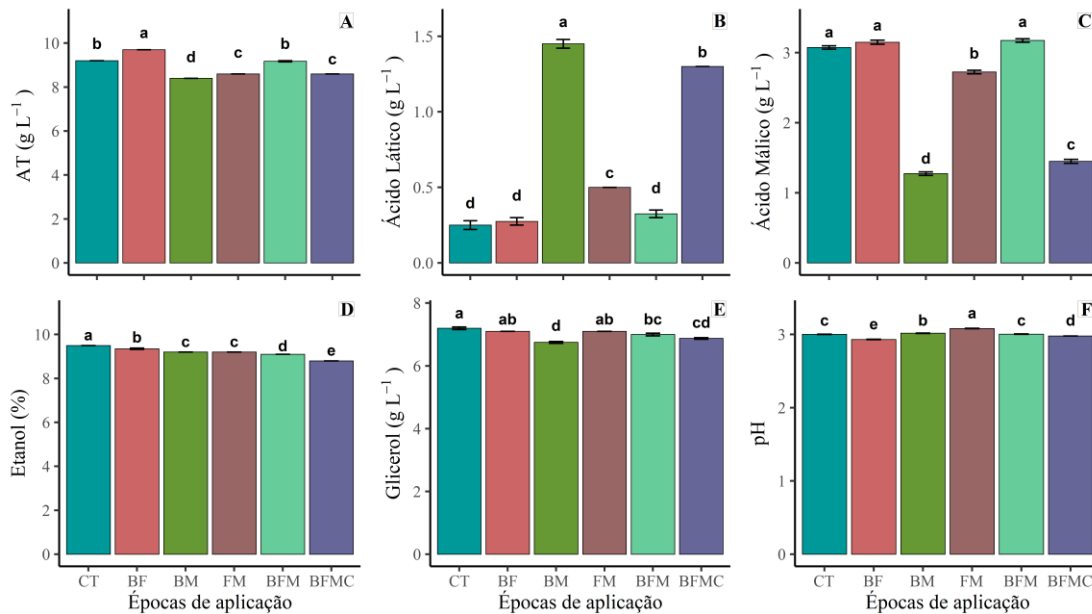 A
AT (g L⁻¹)
10
8
6
4
2
0
b
a
d
c
b
c
B
Ácido Lático (g L⁻¹)
1.5
1.0
0.5
0.0
d
d
a
c
d
b
C
Ácido Málico (g L⁻¹)
3
2
1
0
a
a
d
b
a
c
D
Etanol (%)
10
8
6
4
2
0
a
b
c
c
d
e
CT BF BM FM BFM BFMC
Épocas de aplicação
E
Glicerol (g L⁻¹)
8
6
4
2
0
a
ab
d
ab
bc
cd
CT BF BM FM BFM BFMC
Épocas de aplicação
F
pH
3
2
1
0
c
e
b
a
c
d
CT BF BM FM BFM BFMC
Épocas de aplicação